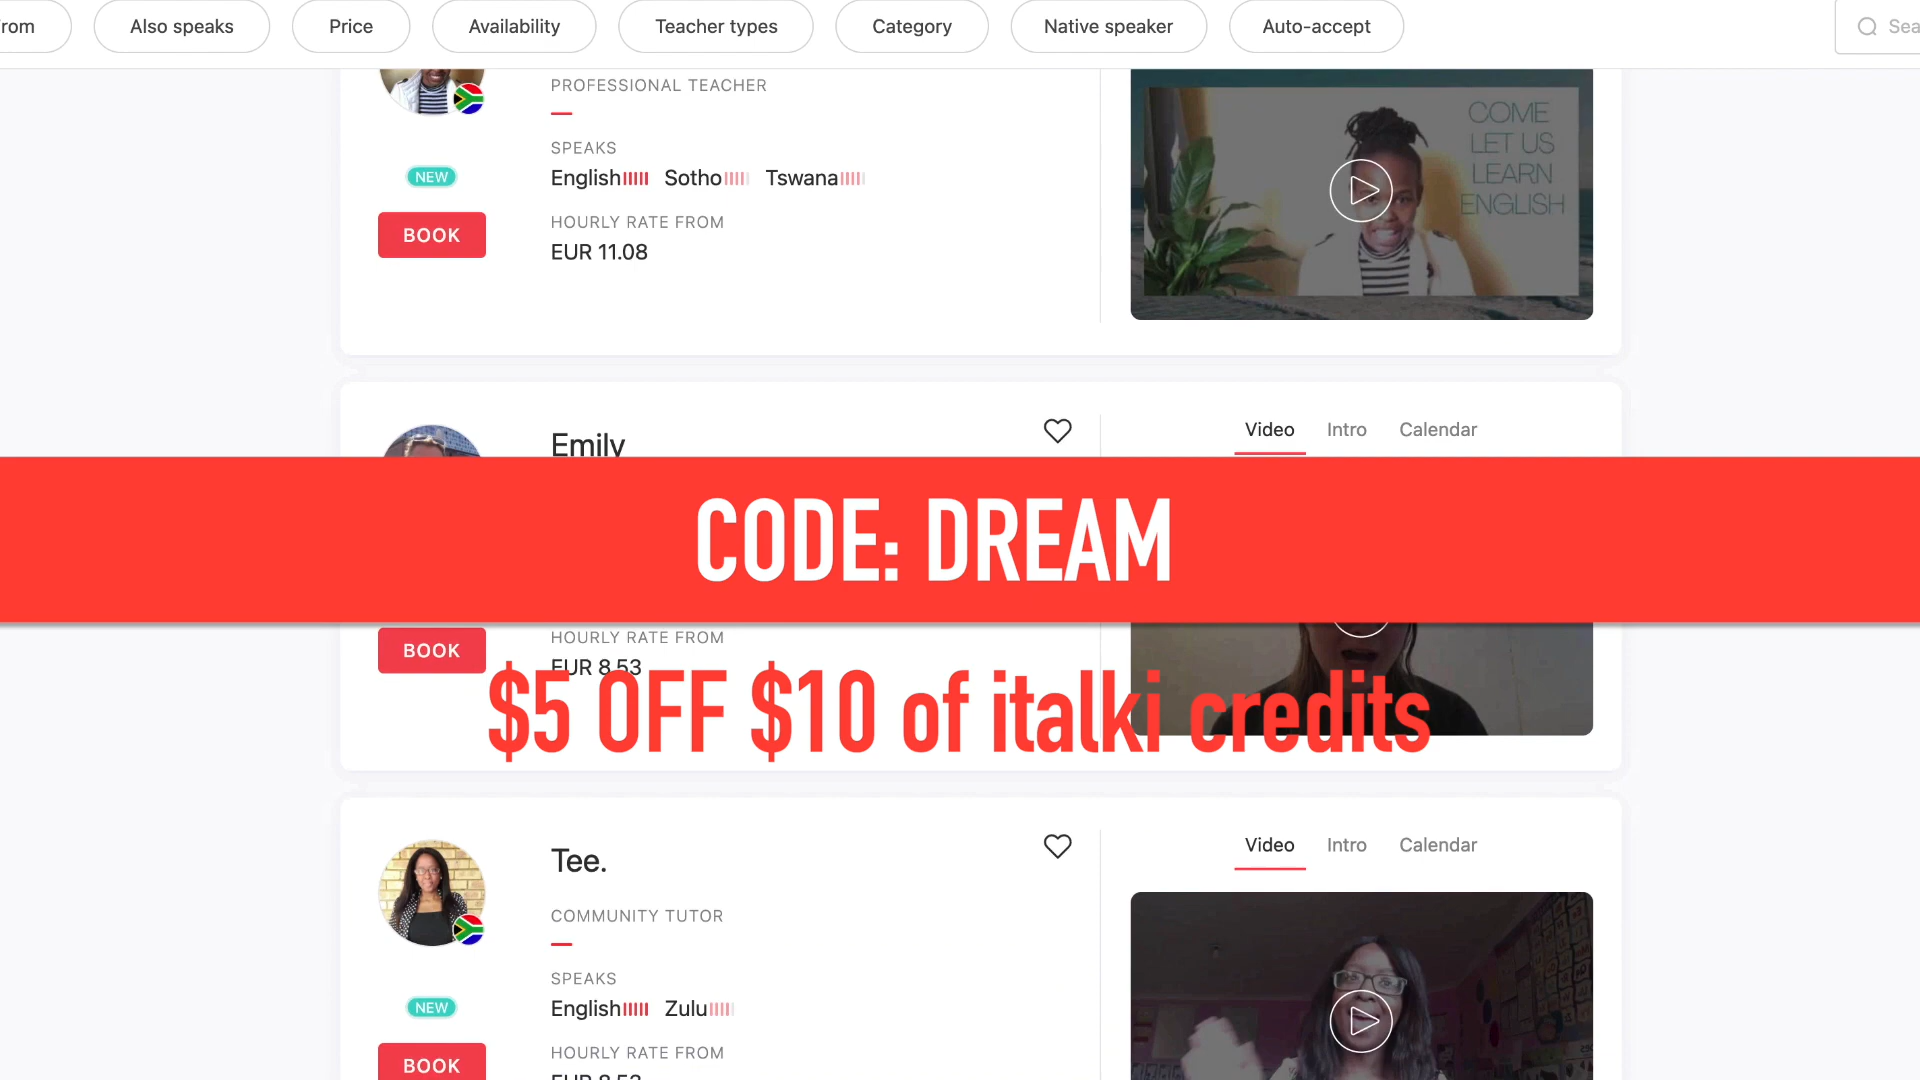 rom
Also speaks
Price
Availability
Teacher types
Category
Native speaker
Auto-accept
Sea
PROFESSIONAL TEACHER
SPEAKS
English Sotho Tswana
NEW
HOURLY RATE FROM
BOOK
EUR 11.08
COME
LET US
LEARN
ENGLISH
Emily
Video Intro Calendar
CODE: DREAM
HOURLY RATE FROM
BOOK
EUR 8.53
$5 OFF $10 of italki credits
Tee.
Video Intro Calendar
COMMUNITY TUTOR
SPEAKS
English Zulu
NEW
HOURLY RATE FROM
BOOK
EUR 8.53